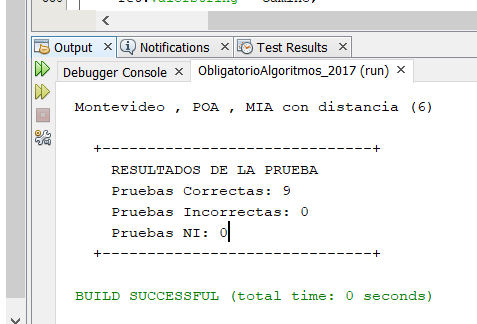 Output
Notifications
Test Results
Debugger Console
ObligatorioAlgoritmos_2017 (run)
Montevideo , POA , MIA con distancia (6)
+------------------------------+
RESULTADOS DE LA PRUEBA
Pruebas Correctas: 9
Pruebas Incorrectas: 0
Pruebas NI: 0
+------------------------------+
BUILD SUCCESSFUL (total time: 0 seconds)